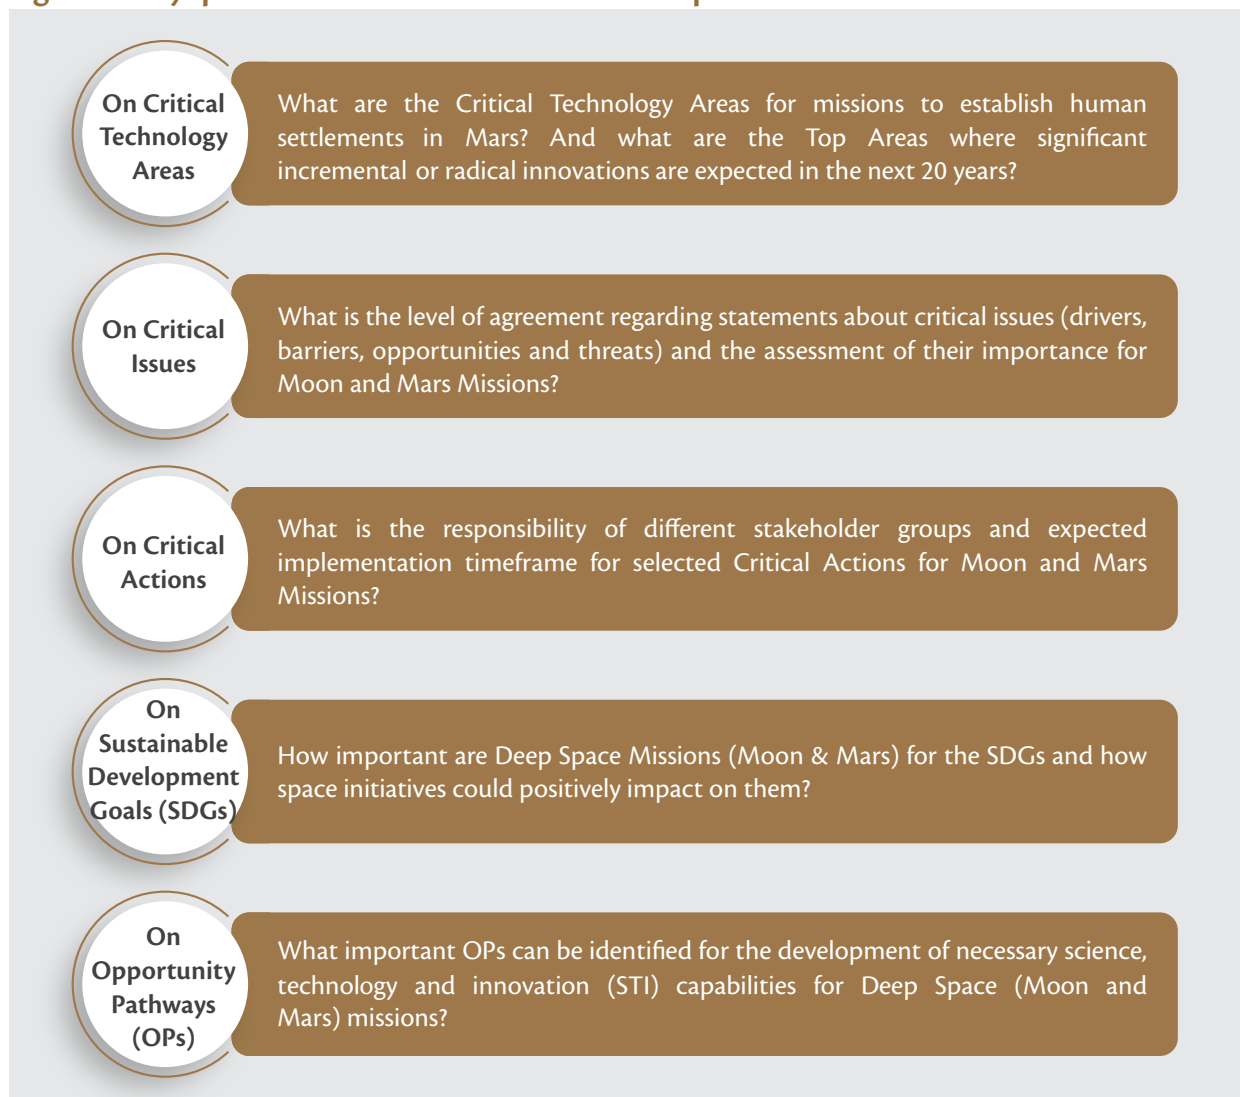 On Critical
Technology
Areas
What are the Critical Technology Areas for missions to establish human
settlements in Mars? And what are the Top Areas where significant
incremental or radical innovations are expected in the next 20 years?
On Critical
Issues
What is the level of agreement regarding statements about critical issues (drivers,
barriers, opportunities and threats) and the assessment of their importance for
Moon and Mars Missions?
On Critical
Actions
What is the responsibility of different stakeholder groups and expected
implementation timeframe for selected Critical Actions for Moon and Mars
Missions?
On
Sustainable
Development
Goals (SDGs)
How important are Deep Space Missions (Moon & Mars) for the SDGs and how
space initiatives could positively impact on them?
On
Opportunity
Pathways
(OPs)
What important OPs can be identified for the development of necessary science,
technology and innovation (STI) capabilities for Deep Space (Moon and
Mars) missions?